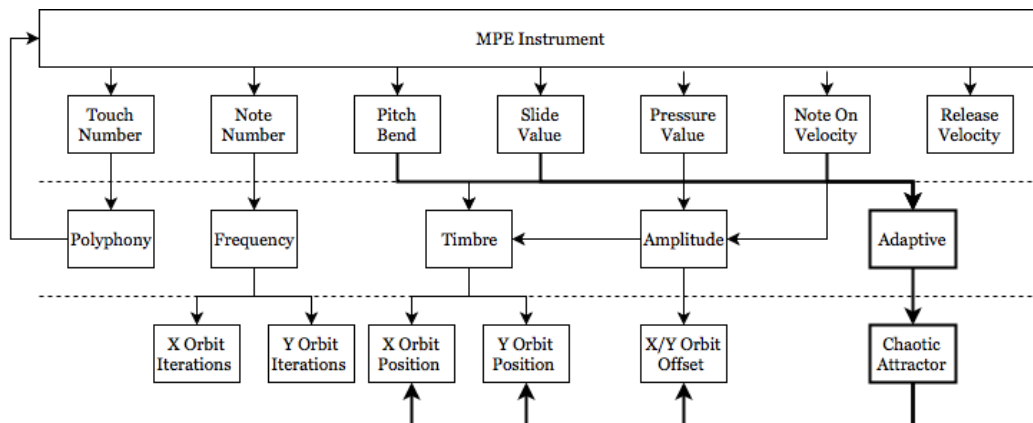 MPE Instrument
Touch
Number
Note
Number
Pitch
Bend
Slide
Value
Pressure
Value
Note On
Velocity
Release
Velocity
Polyphony
Frequency
Timbre
Amplitude
Adaptive
X Orbit
Iterations
Y Orbit
Iterations
X Orbit
Position
Y Orbit
Position
X/Y Orbit
Offset
Chaotic
Attractor